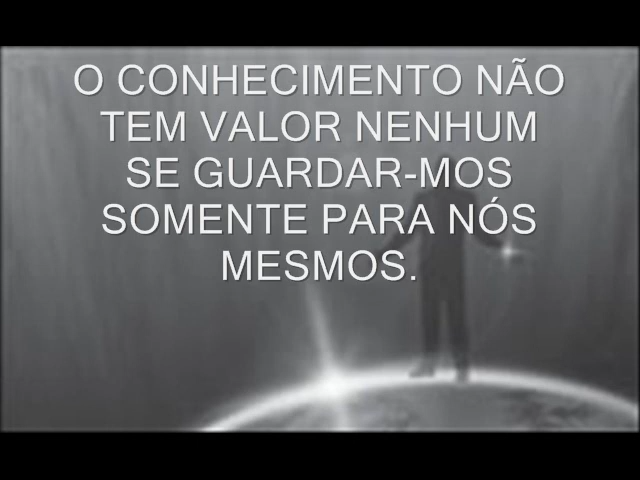 O CONHECIMENTO NÃO
TEM VALOR NENHUM
SE GUARDAR-MOS
SOMENTE PARA NÓS
MESMOS.